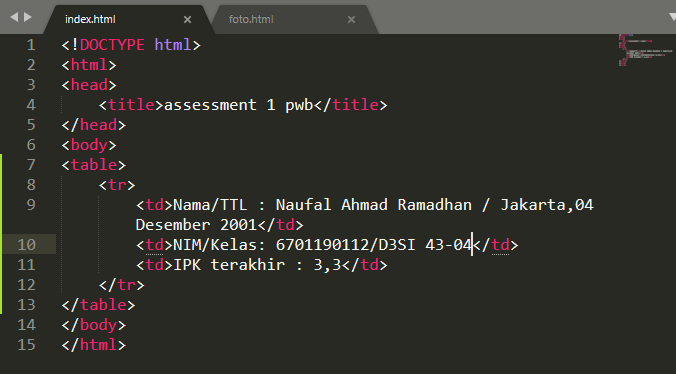 index.html
foto.html
1 <!DOCTYPE html>
2 <html>
3 <head>
4 <title>assessment 1 pwb</title>
5 </head>
6 <body>
7 <table>
8 <tr>
9 <td>Nama/TTL : Naufal Ahmad Ramadhan / Jakarta,04
Desember 2001</td>
10 <td>NIM/Kelas: 6701190112/D3SI 43-04</td>
11 <td>IPK terakhir : 3,3</td>
12 </tr>
13 </table>
14 </body>
15 </html>